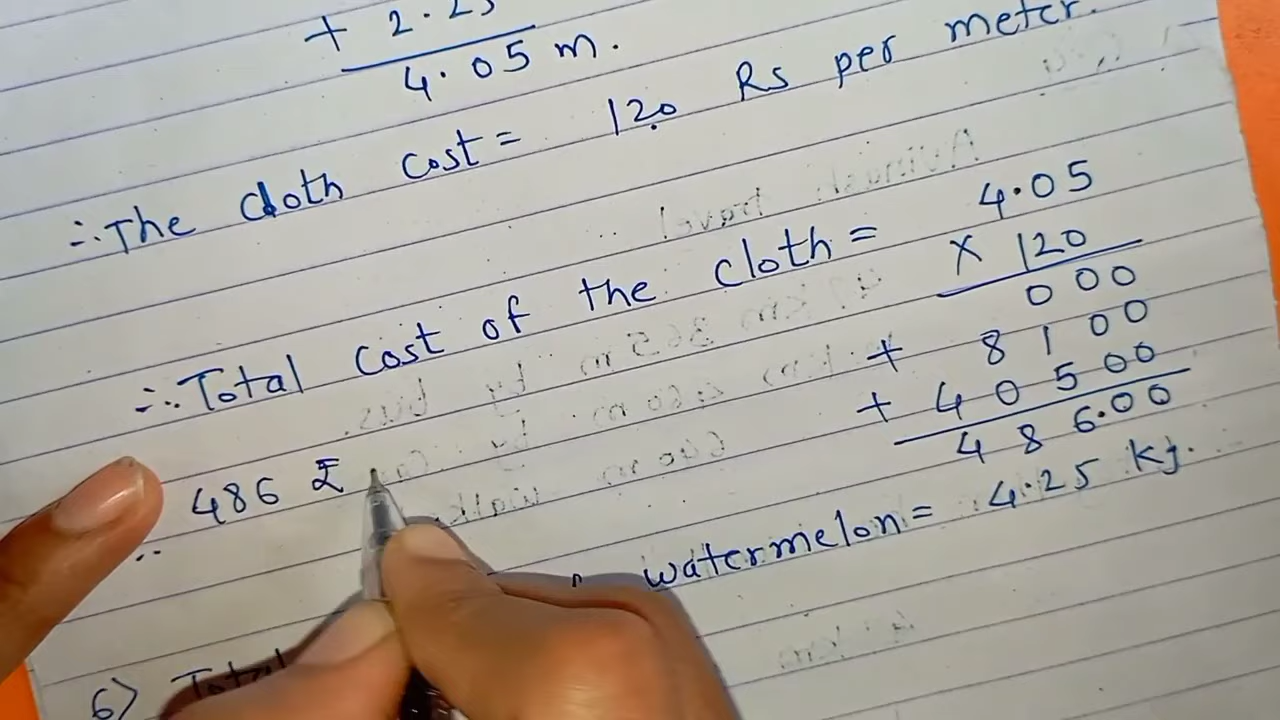 + 2.25
4.05 m.
∴ The cloth cost = 120 Rs per meter.
∴ Total cost of the cloth = 4.05
× 120
000
+ 8100
+ 40500
486.00
486 ₹
6) Total watermelon = 4.25 kg.